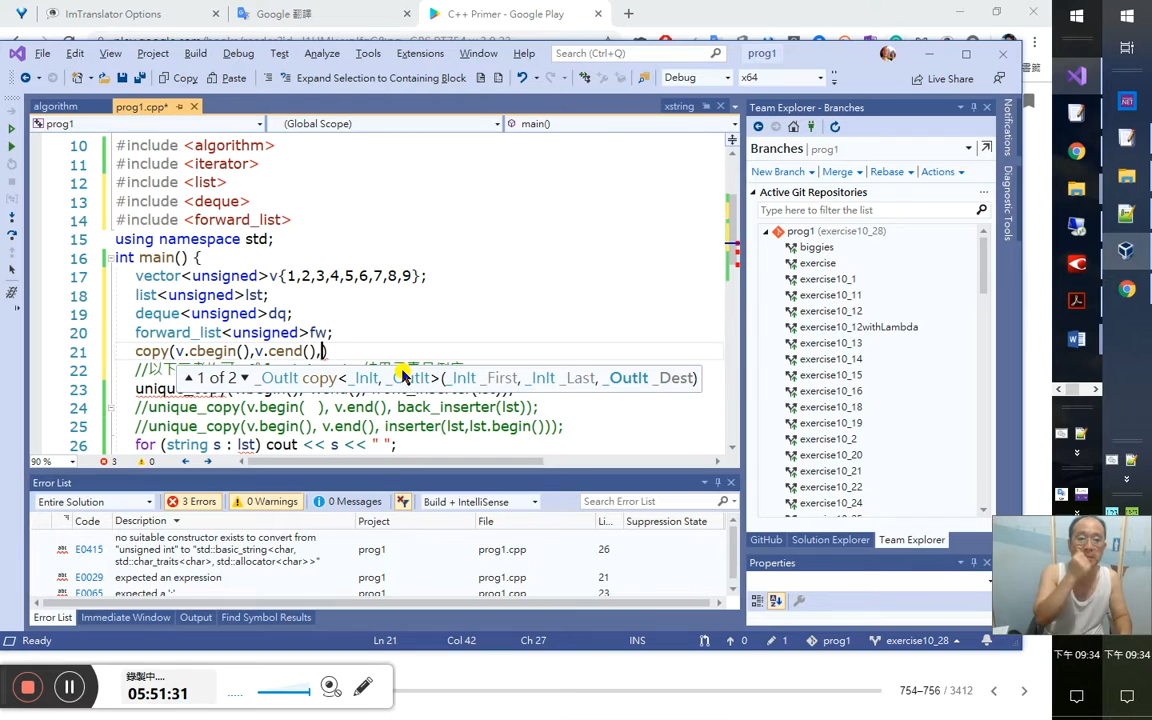 ImTranslator Options
Google 翻譯
C++ Primer - Google Play
File Edit View Project Build Debug Test Analyze Tools Extensions Window Help Search (Ctrl+Q) prog1
Copy Paste Expand Selection to Containing Block Debug x64 Live Share
algorithm prog1.cpp* xstring
prog1 (Global Scope) main()
10 #include <algorithm>
11 #include <iterator>
12 #include <list>
13 #include <deque>
14 #include <forward_list>
15 using namespace std;
16 int main() {
17 vector<unsigned>v{1,2,3,4,5,6,7,8,9};
18 list<unsigned>lst;
19 deque<unsigned>dq;
20 forward_list<unsigned>fw;
21 copy(v.cbegin(),v.cend(),)
22
1 of 2 _OutIt copy<_InIt, _OutIt>(_InIt _First, _InIt _Last, _OutIt _Dest)
23
24 //unique_copy(v.begin( ), v.end(), back_inserter(lst));
25 //unique_copy(v.begin(), v.end(), inserter(lst,lst.begin()));
26 for (string s : lst) cout << s << " ";
90 % 3 0
Error List
Entire Solution 3 Errors 0 Warnings 0 Messages Build + IntelliSense Search Error List
Code Description Project File Li... Suppression State
E0415 no suitable constructor exists to convert from
"unsigned int" to "std::basic_string<char,
std::char_traits<char>, std::allocator<char>>" prog1 prog1.cpp 26
E0029 expected an expression prog1 prog1.cpp 21
E0065 expected a ';' prog1 prog1.cpp
Error List Immediate Window Output Find Symbol Results
Ready Ln 21 Col 42 Ch 27 INS 0 1 prog1 exercise10_28
Team Explorer - Branches
Branches prog1
New Branch Merge Rebase Actions
Active Git Repositories
Type here to filter the list
prog1 (exercise10_28)
biggies
exercise
exercise10_1
exercise10_11
exercise10_12
exercise10_12withLambda
exercise10_13
exercise10_14
exercise10_15
exercise10_16
exercise10_18
exercise10_19
exercise10_2
exercise10_20
exercise10_21
exercise10_22
exercise10_24
GitHub Solution Explorer Team Explorer
Properties
Notifications
Diagnostic Tools
錄製中...
05:51:31
754–756 / 3412
下午 09:34 下午 09:34